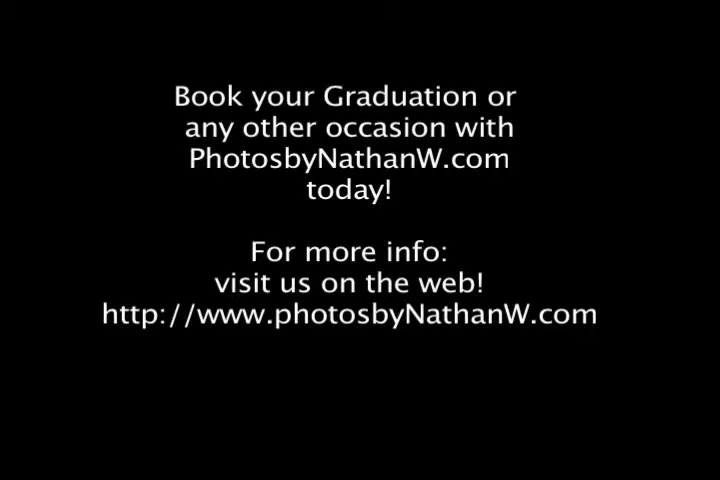 Book your Graduation or
any other occasion with
PhotosbyNathanW.com
today!
For more info:
visit us on the web!
http://www.photosbyNathanW.com